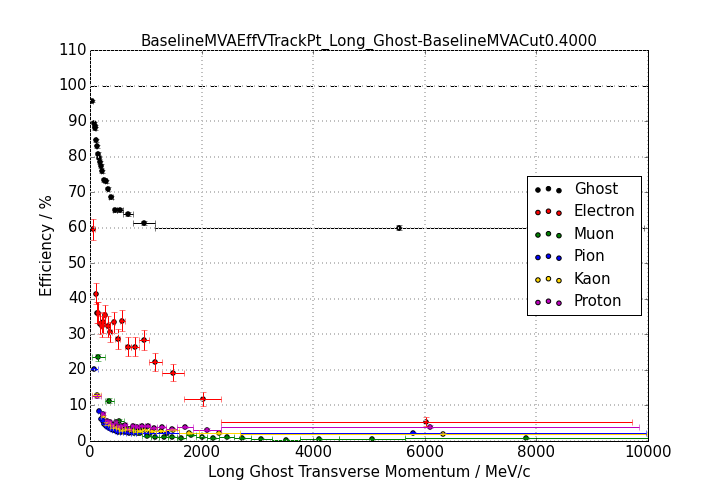 BaselineMVAEffVTrackPt_Long_Ghost-BaselineMVACut0.4000
110
100
90
80
70
60
50
40
30
20
10
0
Efficiency / %
Ghost
Electron
Muon
Pion
Kaon
Proton
0 2000 4000 6000 8000 10000
Long Ghost Transverse Momentum / MeV/c